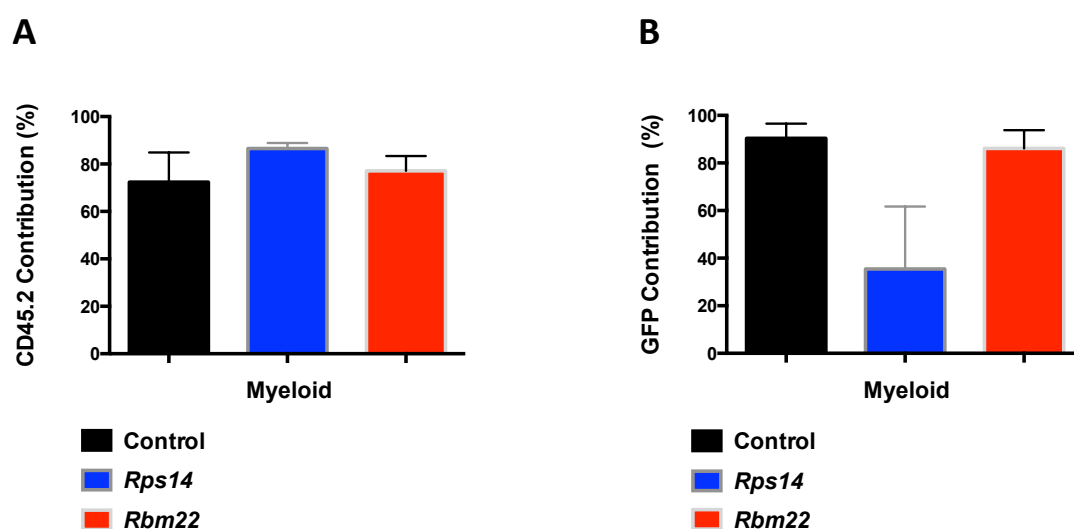 A
CD45.2 Contribution (%)
100
80
60
40
20
0
Myeloid
Control
Rps14
Rbm22
B
GFP Contribution (%)
100
80
60
40
20
0
Myeloid
Control
Rps14
Rbm22